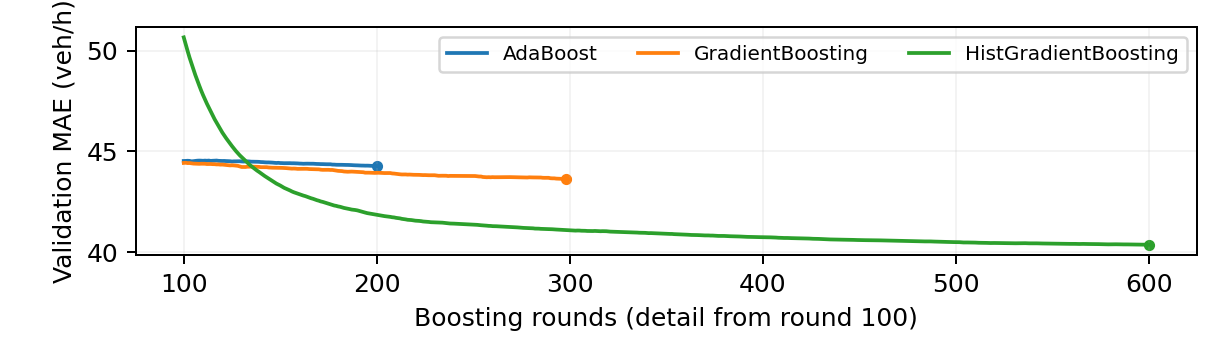 Validation MAE (veh/h)
50
45
40
AdaBoost GradientBoosting HistGradientBoosting
100 200 300 400 500 600
Boosting rounds (detail from round 100)